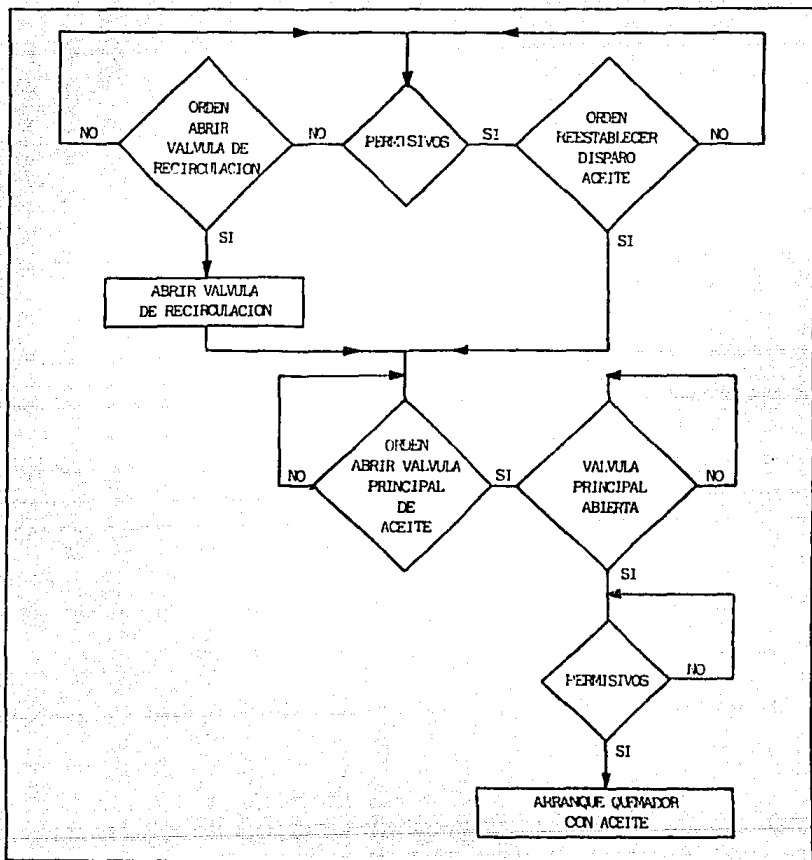 ORDEN
ABRIR
VALVULA DE
RECIRCULACION
NO
SI
NO
PERMISIVOS
SI
ORDEN
REESTABLECER
DISPARO
ACEITE
NO
SI
ABRIR VALVULA
DE RECIRCULACION
ORDEN
ABRIR VALVULA
PRINCIPAL
DE
ACEITE
NO
SI
VALVULA
PRINCIPAL
ABIERTA
NO
SI
PERMISIVOS
NO
SI
ARRANQUE QUEMADOR
CON ACEITE